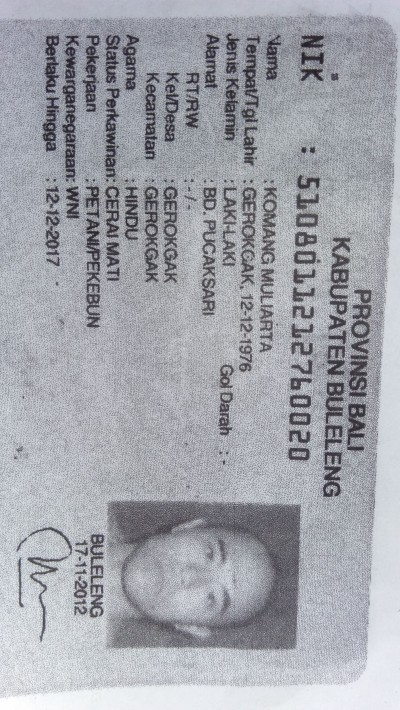 PROVINSI BALI
KABUPATEN BULELENG
NIK : 5108011212760020
Nama : KOMANG MULIARTA
Tempat/Tgl Lahir : GEROKGAK, 12-12-1976
Jenis Kelamin : LAKI-LAKI Gol Darah : -
Alamat : BD. PUCAKSARI
RT/RW : - / -
Kel/Desa : GEROKGAK
Kecamatan : GEROKGAK
Agama : HINDU
Status Perkawinan: CERAI MATI
Pekerjaan : PETANI/PEKEBUN
Kewarganegaraan: WNI
Berlaku Hingga : 12-12-2017
BULELENG
17-11-2012